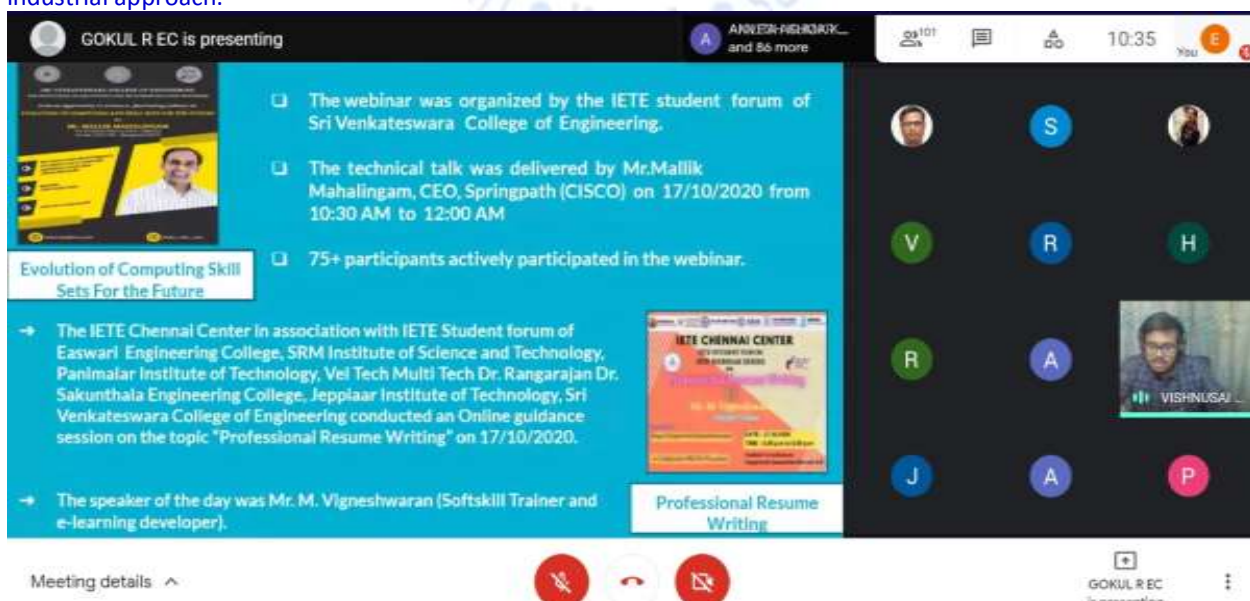 industrial approach.
GOKUL R EC is presenting
A
and 86 more
101
10:35
You
E
❑ The webinar was organized by the IETE student forum of
Sri Venkateswara College of Engineering.
❑ The technical talk was delivered by Mr.Mallik
Mahalingam, CEO, Springpath (CISCO) on 17/10/2020 from
10:30 AM to 12:00 AM
❑ 75+ participants actively participated in the webinar.
Evolution of Computing Skill
Sets For the Future
→ The IETE Chennai Center in association with IETE Student forum of
Easwari Engineering College, SRM Institute of Science and Technology,
Panimalar Institute of Technology, Vel Tech Multi Tech Dr. Rangarajan Dr.
Sakunthala Engineering College, Jeppiaar Institute of Technology, Sri
Venkateswara College of Engineering conducted an Online guidance
session on the topic "Professional Resume Writing" on 17/10/2020.
→ The speaker of the day was Mr. M. Vigneshwaran (Softskill Trainer and
e-learning developer).
IETE CHENNAI CENTER
Professional Resume
Writing
S
V
R
H
R
A
VISHNUSAI ...
J
A
P
Meeting details
GOKUL R EC
is presenting